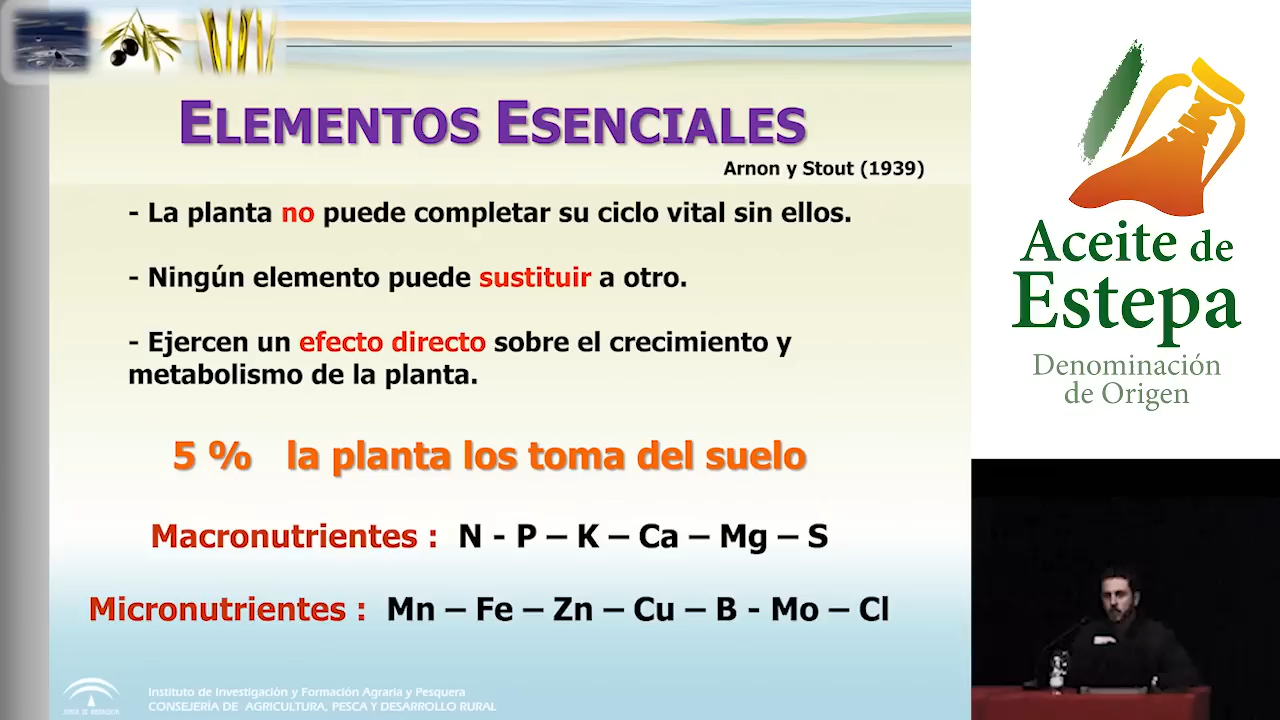 ELEMENTOS ESENCIALES
Arnon y Stout (1939)
- La planta no puede completar su ciclo vital sin ellos.
- Ningún elemento puede sustituir a otro.
- Ejercen un efecto directo sobre el crecimiento y
metabolismo de la planta.
5 % la planta los toma del suelo
Macronutrientes : N - P – K – Ca – Mg – S
Micronutrientes : Mn – Fe – Zn – Cu – B - Mo – Cl
JUNTA DE ANDALUCIA
Instituto de Investigación y Formación Agraria y Pesquera
CONSEJERÍA DE AGRICULTURA, PESCA Y DESARROLLO RURAL
Aceite de
Estepa
Denominación
de Origen